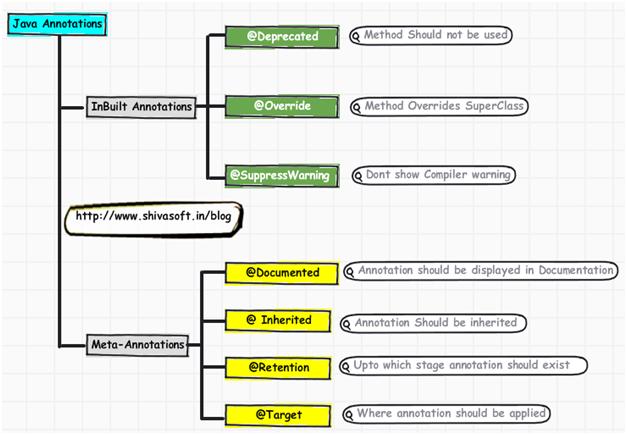 Java Annotations
@Deprecated
Method Should not be used
InBuilt Annotations
@Override
Method Overrides SuperClass
@SuppressWarning
Dont show Compiler warning
http://www.shivasoft.in/blog
@Documented
Annotation should be displayed in Documentation
@ Inherited
Annotation Should be inherited
Meta-Annotations
@Retention
Upto which stage annotation should exist
@Target
Where annotation should be applied